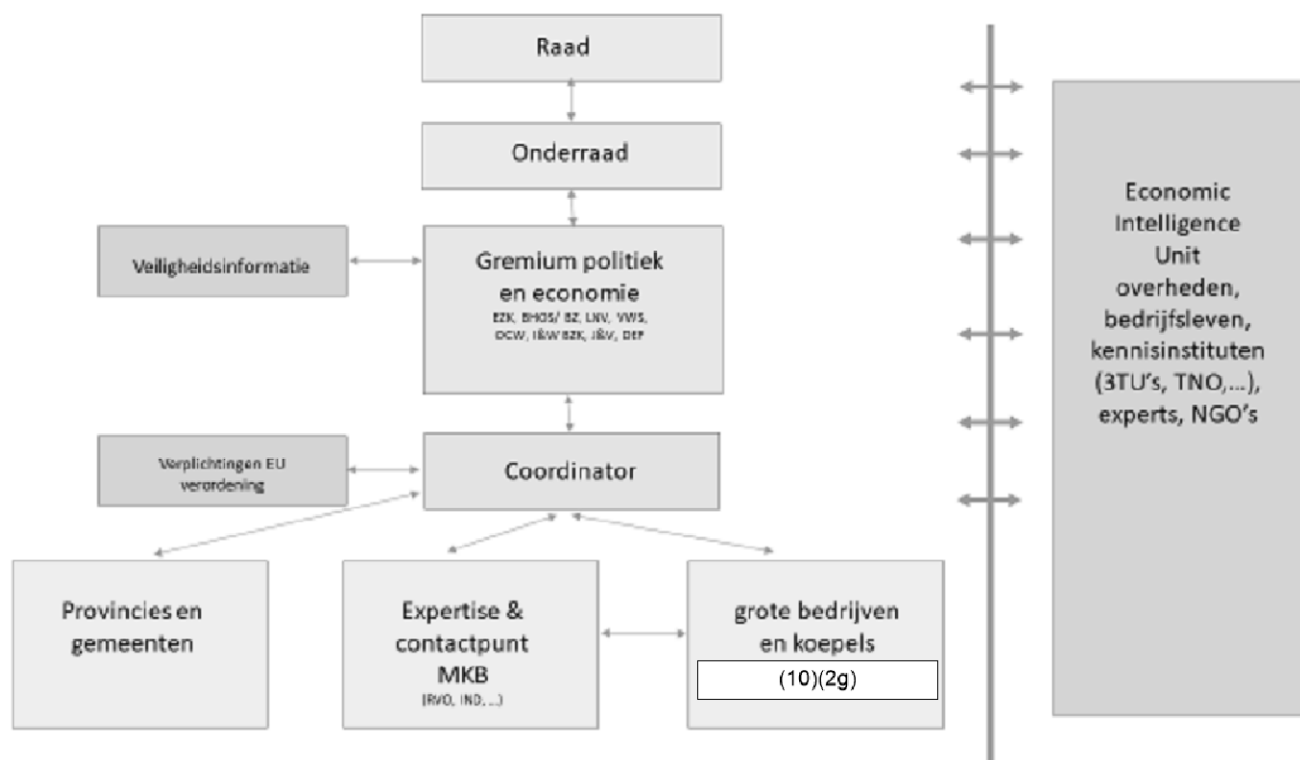 Raad
Onderraad
Veiligheidsinformatie
Gremium politiek
en economie
EZK, BHOS/ BZ, LNV, VWS,
OCW, I&W BZK, J&V, DEF
Verplichtingen EU
verordening
Coordinator
Provincies en
gemeenten
Expertise &
contactpunt
MKB
(RVO, IND, ...)
grote bedrijven
en koepels
(10)(2g)
Economic
Intelligence
Unit
overheden,
bedrijfsleven,
kennisinstituten
(3TU's, TNO,...),
experts, NGO's